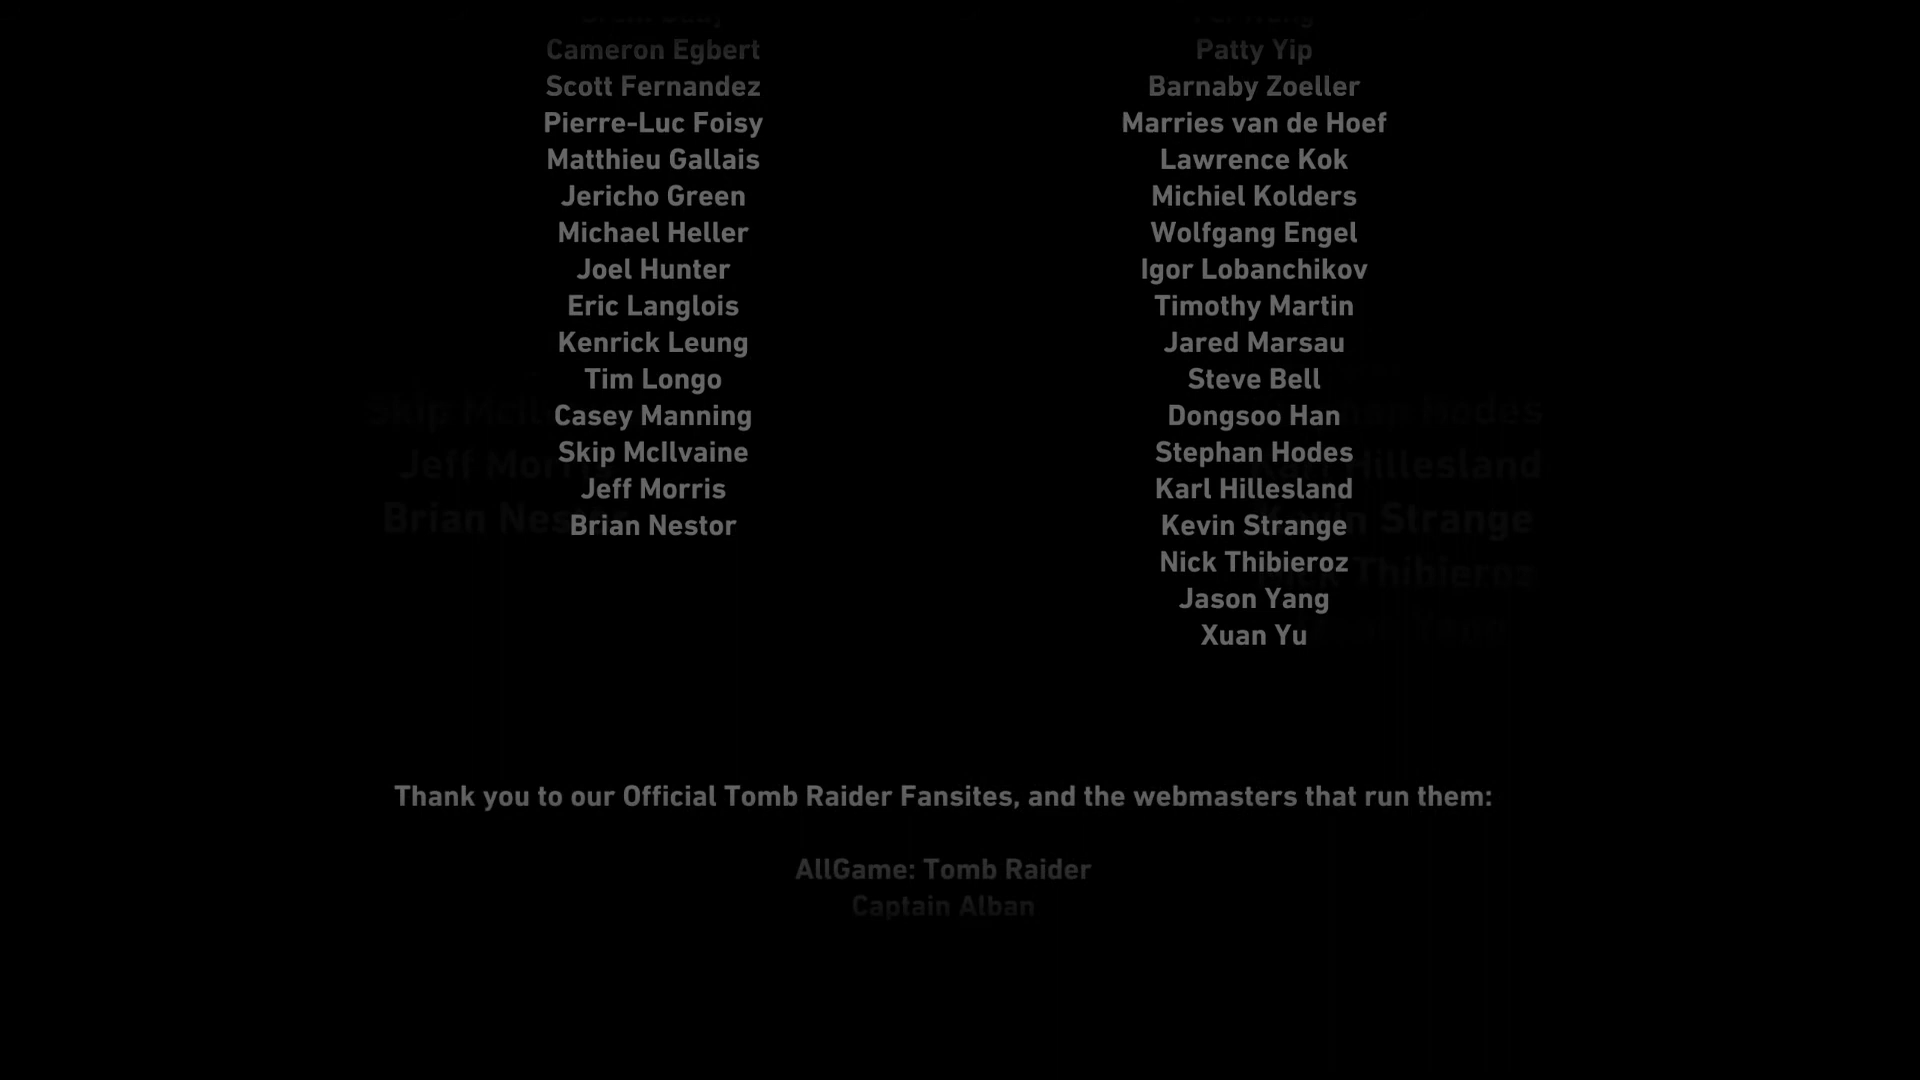 Cameron Egbert
Scott Fernandez
Pierre-Luc Foisy
Matthieu Gallais
Jericho Green
Michael Heller
Joel Hunter
Eric Langlois
Kenrick Leung
Tim Longo
Casey Manning
Skip McIlvaine
Jeff Morris
Brian Nestor
Patty Yip
Barnaby Zoeller
Marries van de Hoef
Lawrence Kok
Michiel Kolders
Wolfgang Engel
Igor Lobanchikov
Timothy Martin
Jared Marsau
Steve Bell
Dongsoo Han
Stephan Hodes
Karl Hillesland
Kevin Strange
Nick Thibieroz
Jason Yang
Xuan Yu
Thank you to our Official Tomb Raider Fansites, and the webmasters that run them:
AllGame: Tomb Raider
Captain Alban